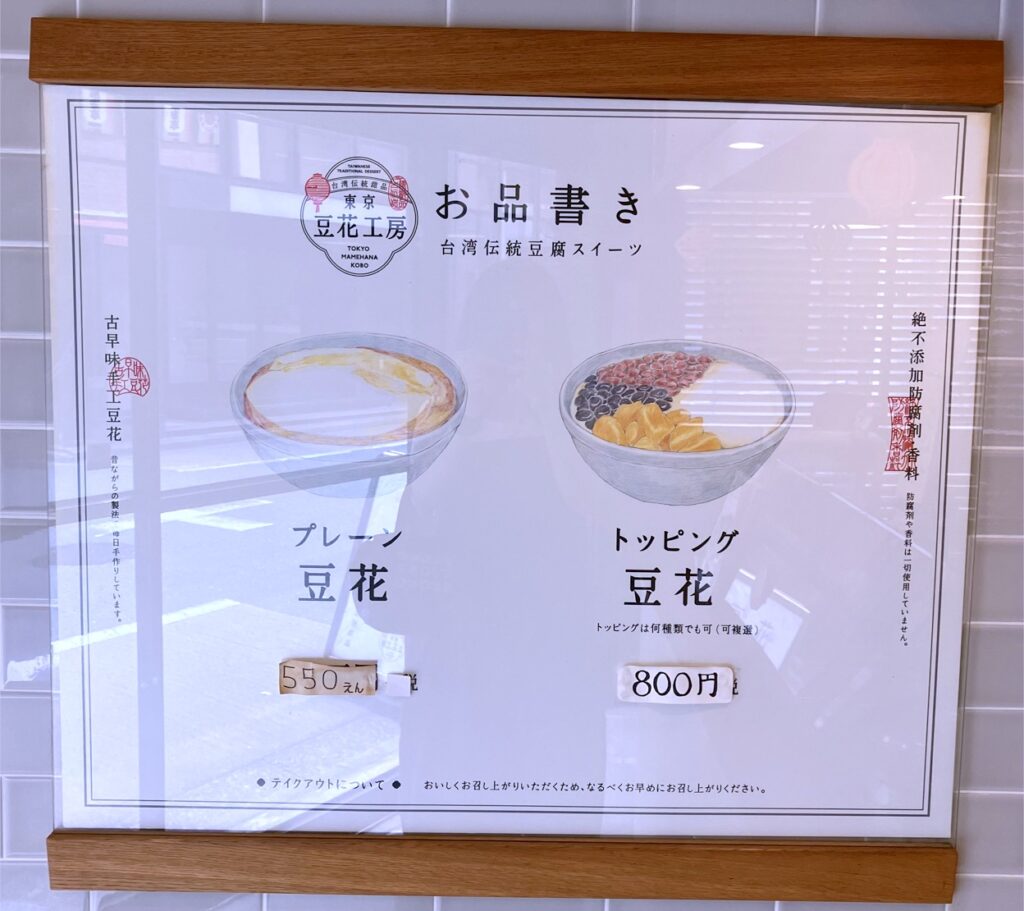 TAIWANESE
TRADITIONAL DESSERT
台湾伝統甜品
東京
豆花工房
TOKYO
MAMEHANA
KOBO
お品書き
台湾伝統豆腐スイーツ
絶不添加防腐剤・香料
防腐剤や香料は一切使用していません。
古早味手工豆花
昔ながらの製法で毎日手作りしています。
プレーン
豆花
550えん
税
トッピング
豆花
トッピングは何種類でも可(可複選)
800円
税
●テイクアウトについて● おいしくお召し上がりいただくため、なるべくお早めにお召し上がりください。